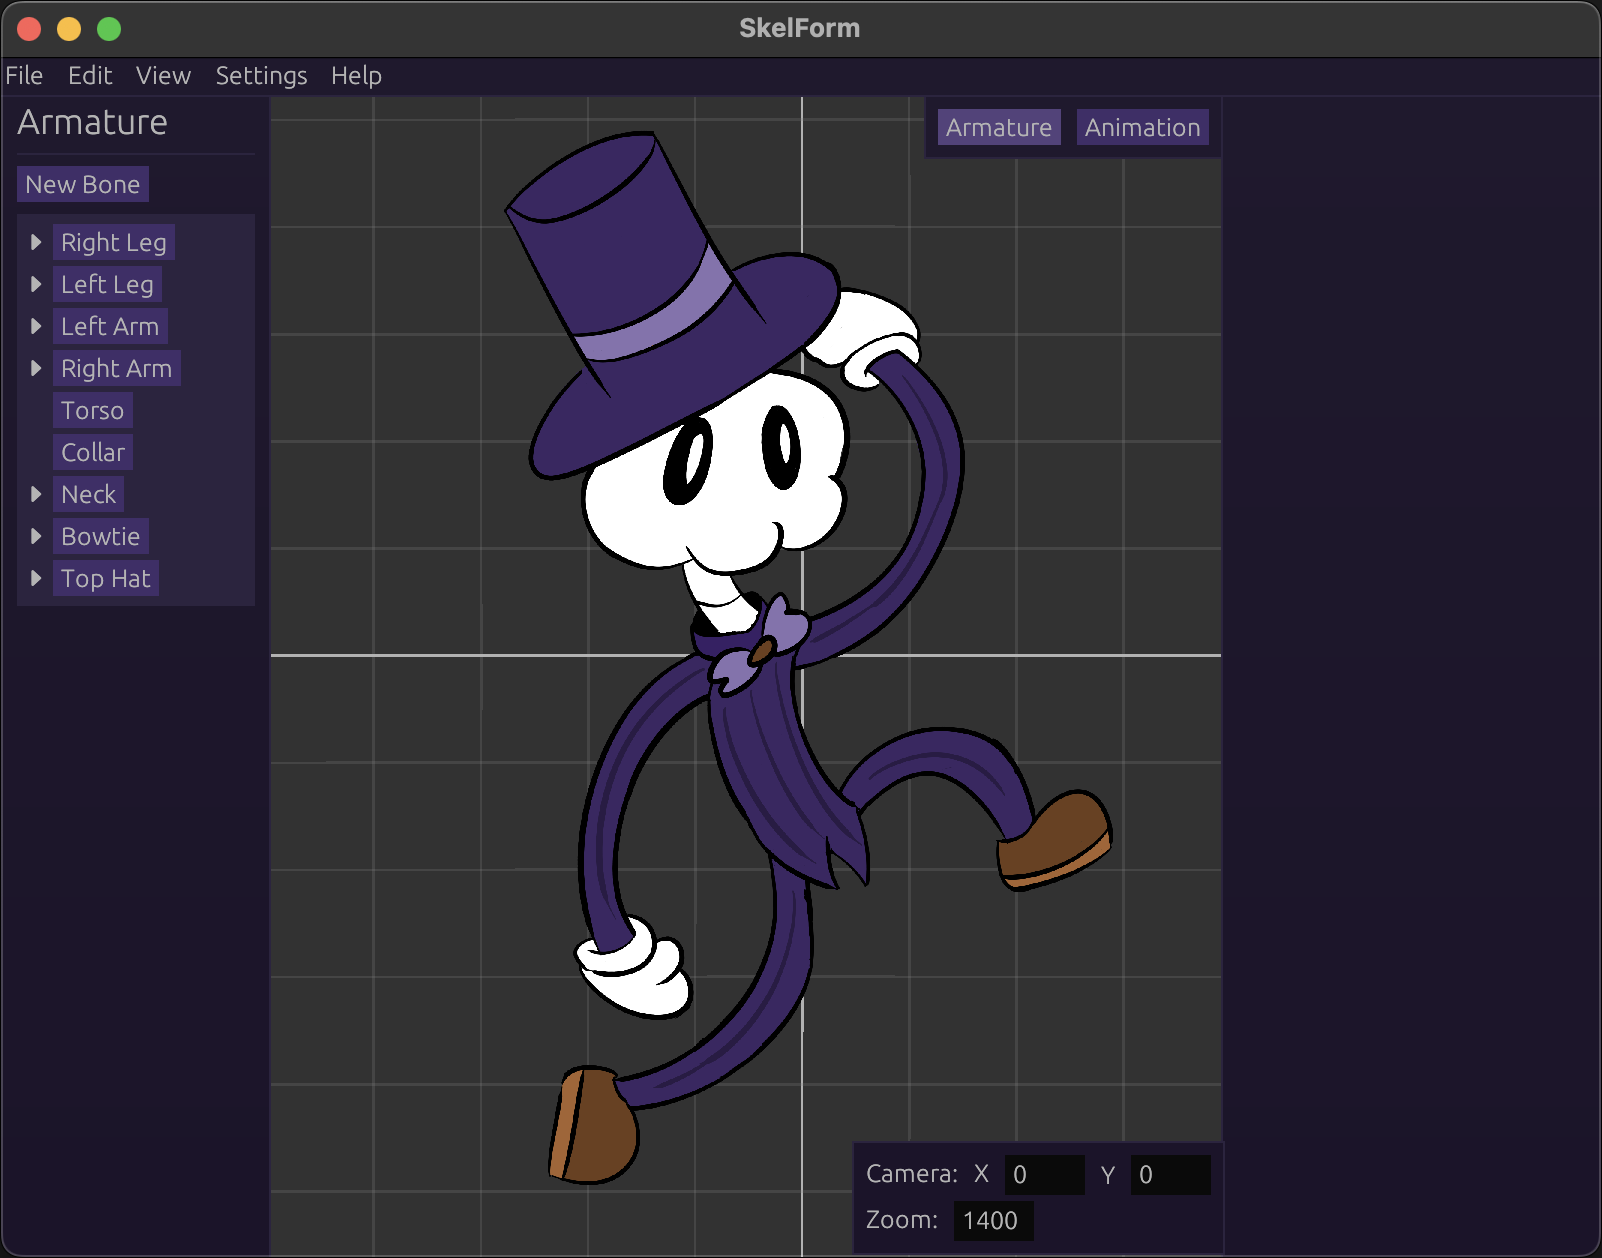 SkelForm
File Edit View Settings Help
Armature
New Bone
Right Leg
Left Leg
Left Arm
Right Arm
Torso
Collar
Neck
Bowtie
Top Hat
Armature Animation
Camera: X 0 Y 0
Zoom: 1400